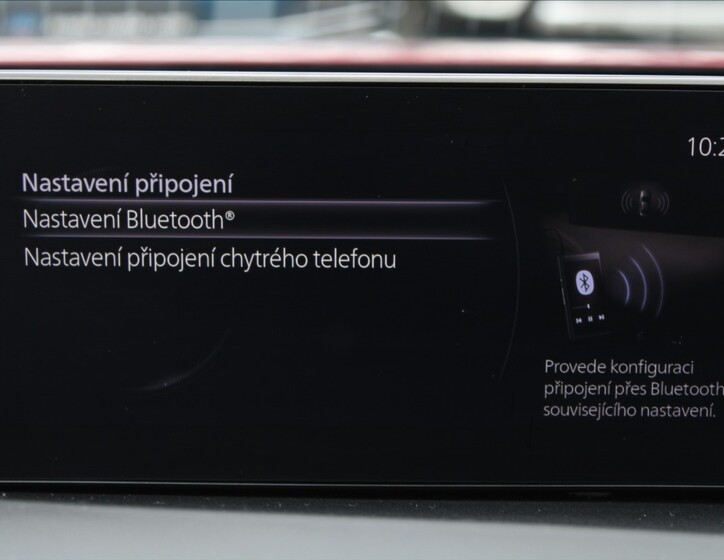 Nastavení připojení
Nastavení Bluetooth®
Nastavení připojení chytrého telefonu
Provede konfiguraci
připojení přes Bluetooth
souvisejícího nastavení.